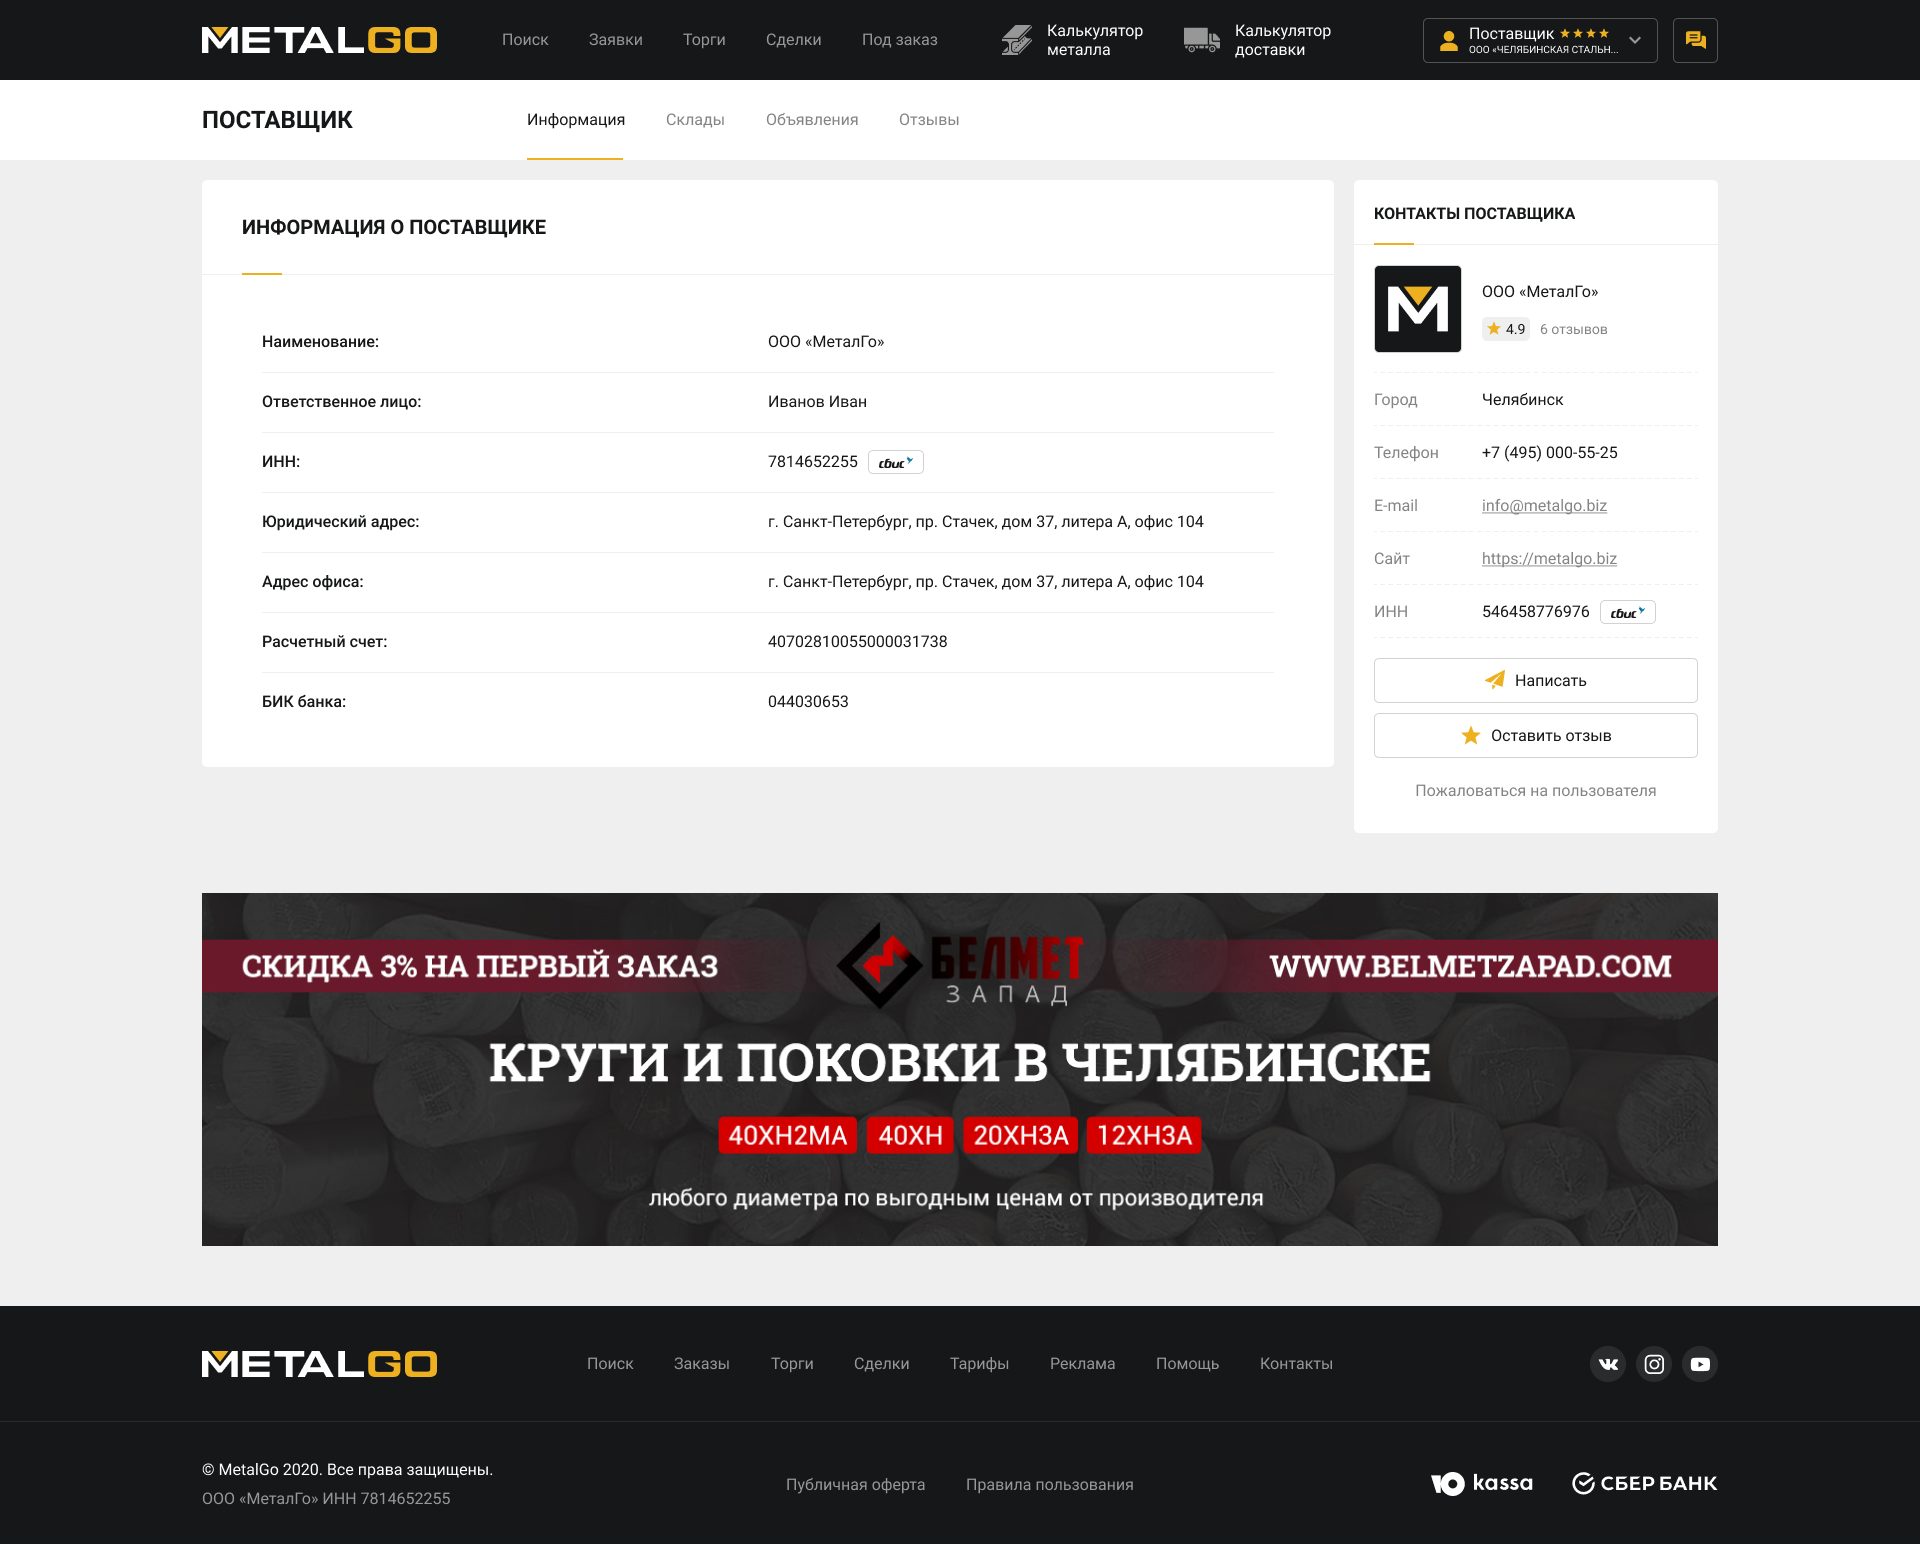 METALGO
Поиск
Заявки
Торги
Сделки
Под заказ
Калькулятор
металла
Калькулятор
доставки
Поставщик
ООО «ЧЕЛЯБИНСКАЯ СТАЛЬН...
ПОСТАВЩИК
Информация
Склады
Объявления
Отзывы
ИНФОРМАЦИЯ О ПОСТАВЩИКЕ
Наименование: ООО «МеталГо»
Ответственное лицо: Иванов Иван
ИНН: 7814652255 сбис
Юридический адрес: г. Санкт-Петербург, пр. Стачек, дом 37, литера А, офис 104
Адрес офиса: г. Санкт-Петербург, пр. Стачек, дом 37, литера А, офис 104
Расчетный счет: 40702810055000031738
БИК банка: 044030653
КОНТАКТЫ ПОСТАВЩИКА
М
ООО «МеталГо»
4.9 6 отзывов
Город Челябинск
Телефон +7 (495) 000-55-25
E-mail info@metalgo.biz
Сайт https://metalgo.biz
ИНН 546458776976 сбис
Написать
Оставить отзыв
Пожаловаться на пользователя
СКИДКА 3% НА ПЕРВЫЙ ЗАКАЗ
БЕЛМЕТ
ЗАПАД
WWW.BELMETZAPAD.COM
КРУГИ И ПОКОВКИ В ЧЕЛЯБИНСКЕ
40ХН2МА 40ХН 20ХН3А 12ХН3А
любого диаметра по выгодным ценам от производителя
METALGO
Поиск
Заказы
Торги
Сделки
Тарифы
Реклама
Помощь
Контакты
© MetalGo 2020. Все права защищены.
ООО «МеталГо» ИНН 7814652255
Публичная оферта
Правила пользования
Ю kassa
СБЕР БАНК